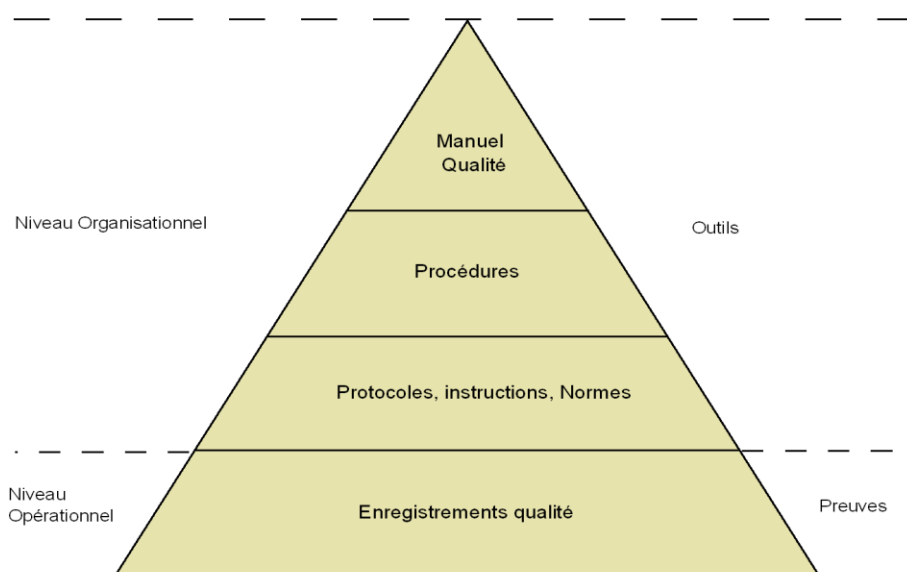 Manuel
Qualité
Niveau Organisationnel
Outils
Procédures
Protocoles, instructions, Normes
Niveau
Opérationnel
Enregistrements qualité
Preuves